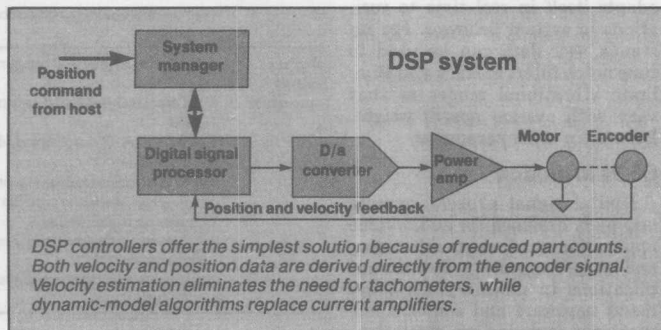 System
manager
DSP system
Position
command
from host
Digital signal
processor
D/a
converter
Power
amp
Motor
Encoder
Position and velocity feedback
DSP controllers offer the simplest solution because of reduced part counts.
Both velocity and position data are derived directly from the encoder signal.
Velocity estimation eliminates the need for tachometers, while
dynamic-model algorithms replace current amplifiers.